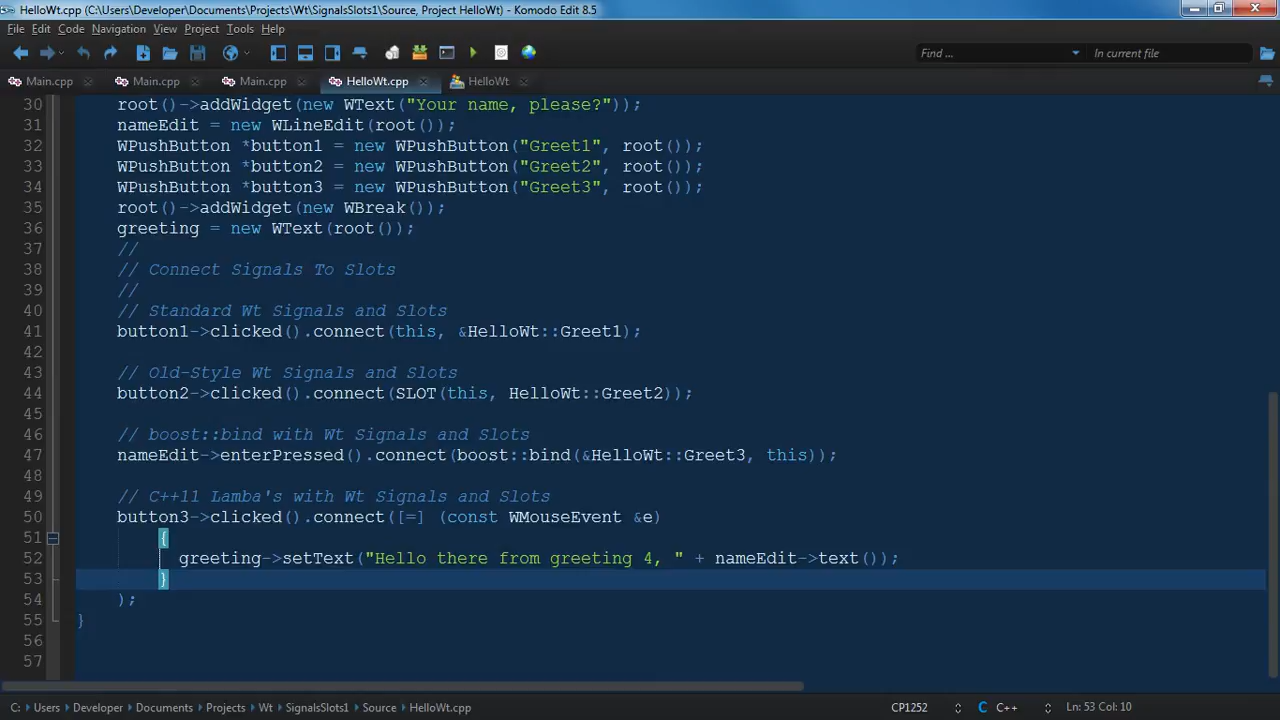 HelloWt.cpp (C:\Users\Developer\Documents\Projects\Wt\SignalsSlots1\Source, Project HelloWt) - Komodo Edit 8.5
File Edit Code Navigation View Project Tools Help
Find ... In current file
Main.cpp Main.cpp Main.cpp HelloWt.cpp HelloWt
30 root()->addWidget(new WText("Your name, please?"));
31 nameEdit = new WLineEdit(root());
32 WPushButton *button1 = new WPushButton("Greet1", root());
33 WPushButton *button2 = new WPushButton("Greet2", root());
34 WPushButton *button3 = new WPushButton("Greet3", root());
35 root()->addWidget(new WBreak());
36 greeting = new WText(root());
37 //
38 // Connect Signals To Slots
39 //
40 // Standard Wt Signals and Slots
41 button1->clicked().connect(this, &HelloWt::Greet1);
42
43 // Old-Style Wt Signals and Slots
44 button2->clicked().connect(SLOT(this, HelloWt::Greet2));
45
46 // boost::bind with Wt Signals and Slots
47 nameEdit->enterPressed().connect(boost::bind(&HelloWt::Greet3, this));
48
49 // C++11 Lamba's with Wt Signals and Slots
50 button3->clicked().connect([=] (const WMouseEvent &e)
51 {
52 greeting->setText("Hello there from greeting 4, " + nameEdit->text());
53 }
54 );
55 }
56
57
C: Users Developer Documents Projects Wt SignalsSlots1 Source HelloWt.cpp CP1252 C++ Ln: 53 Col: 10